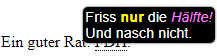 Friss nur die Hälfte!
Und nasch nicht.
Ein guter Rat: FDH.